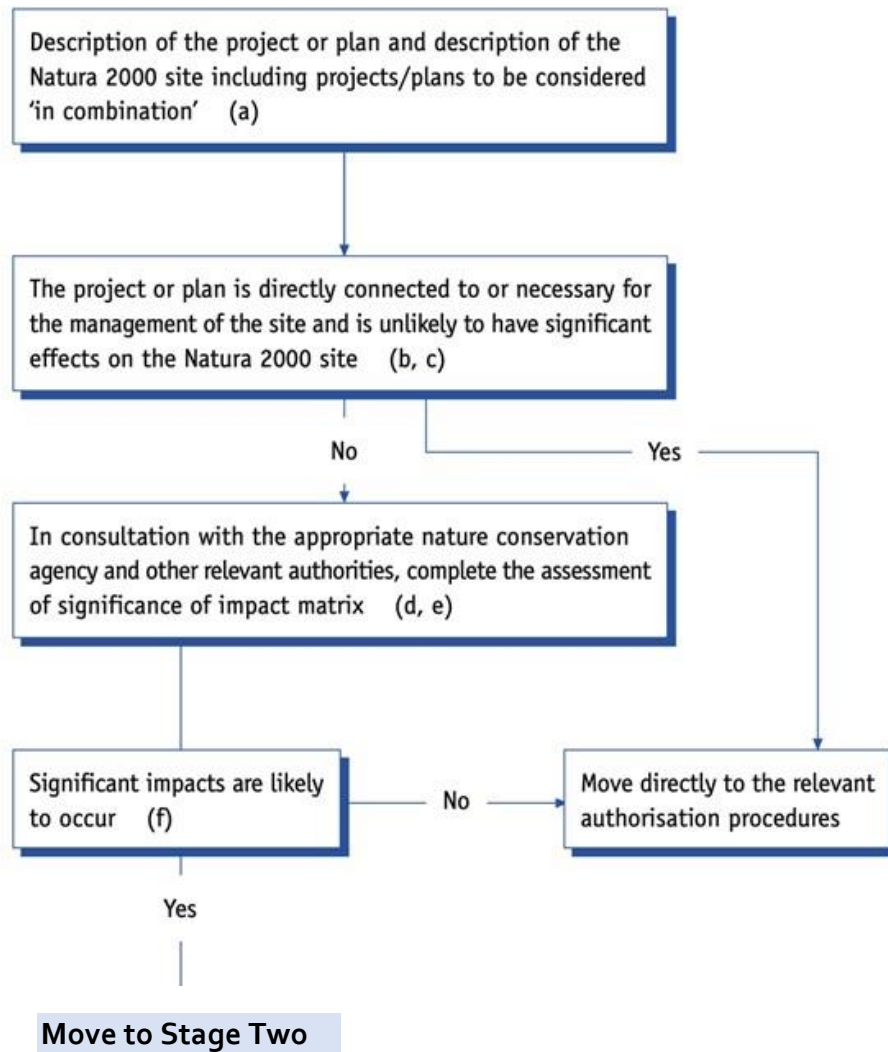 Description of the project or plan and description of the
Natura 2000 site including projects/plans to be considered
‘in combination’ (a)
The project or plan is directly connected to or necessary for
the management of the site and is unlikely to have significant
effects on the Natura 2000 site (b, c)
No
Yes
In consultation with the appropriate nature conservation
agency and other relevant authorities, complete the assessment
of significance of impact matrix (d, e)
Significant impacts are likely
to occur (f)
No
Move directly to the relevant
authorisation procedures
Yes
Move to Stage Two